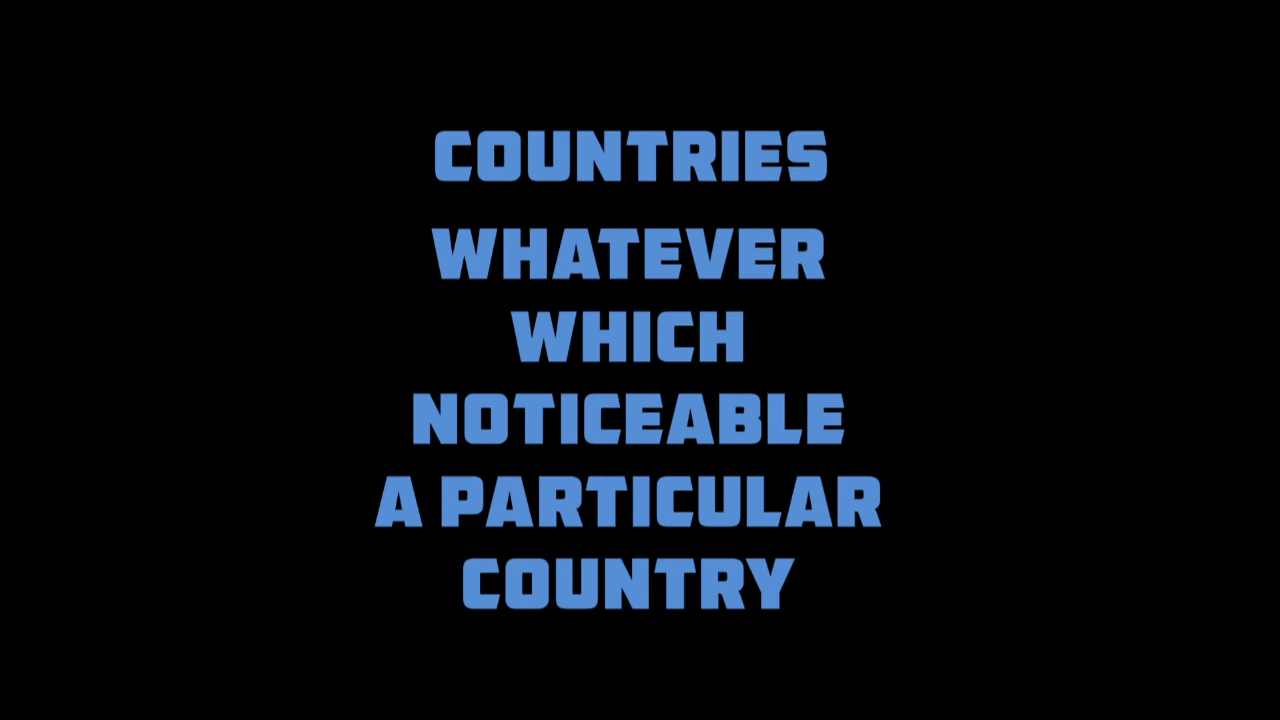 COUNTRIES
WHATEVER
WHICH
NOTICEABLE
A PARTICULAR
COUNTRY